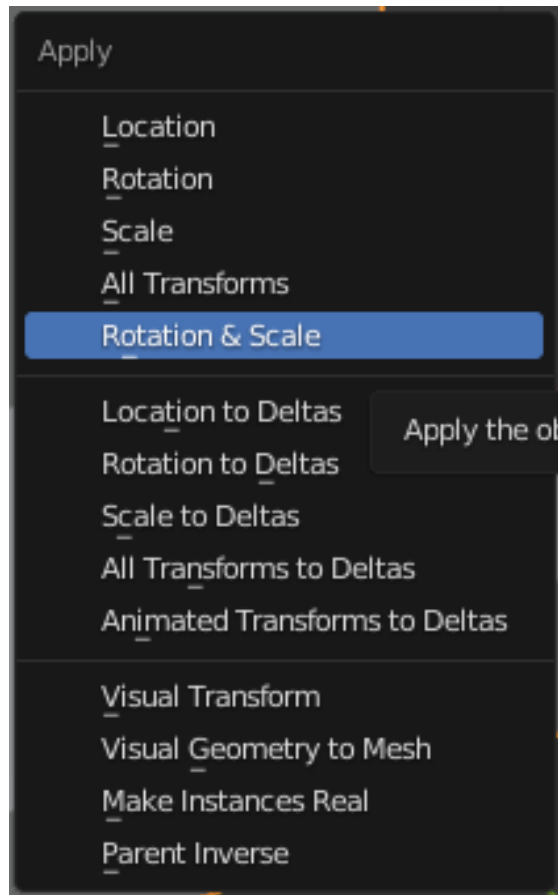 Apply
Location
Rotation
Scale
All Transforms
Rotation & Scale
Location to Deltas
Apply the
Rotation to Deltas
Scale to Deltas
All Transforms to Deltas
Animated Transforms to Deltas
Visual Transform
Visual Geometry to Mesh
Make Instances Real
Parent Inverse